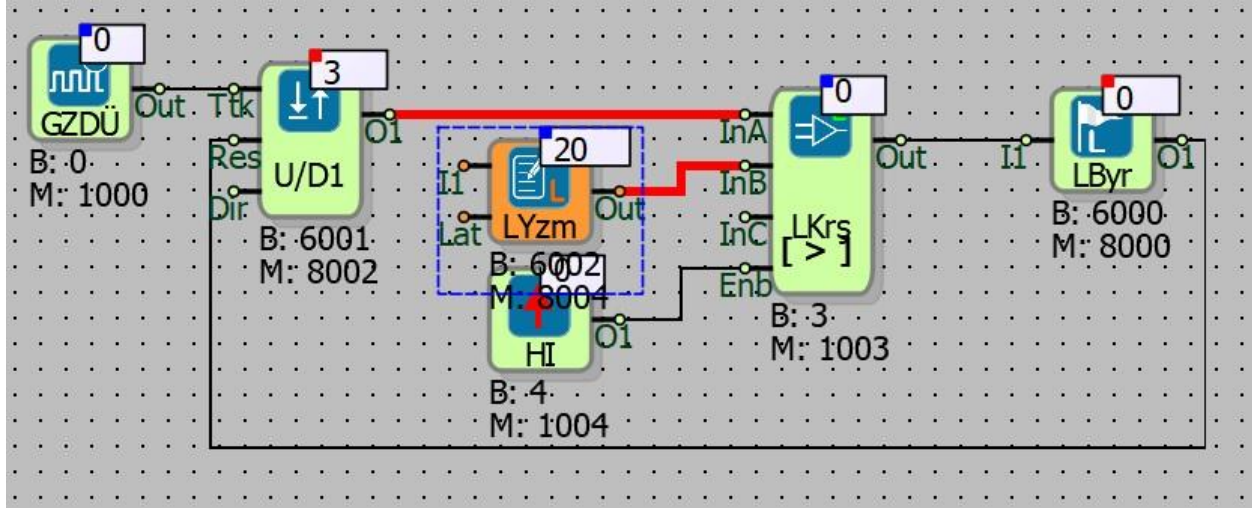 0
Out
GZDÜ
B: 0
M: 1000
3
Ttk
Res
Dir
O1
U/D1
B: 6001
M: 8002
20
I1
Lat
Out
L
LYzm
B: 6002
M: 8004
0
O1
HI
B: 4
M: 1004
0
InA
InB
InC
Enb
Out
LKrş
[ > ]
B: 3
M: 1003
0
I1
O1
L
LByr
B: 6000
M: 8000